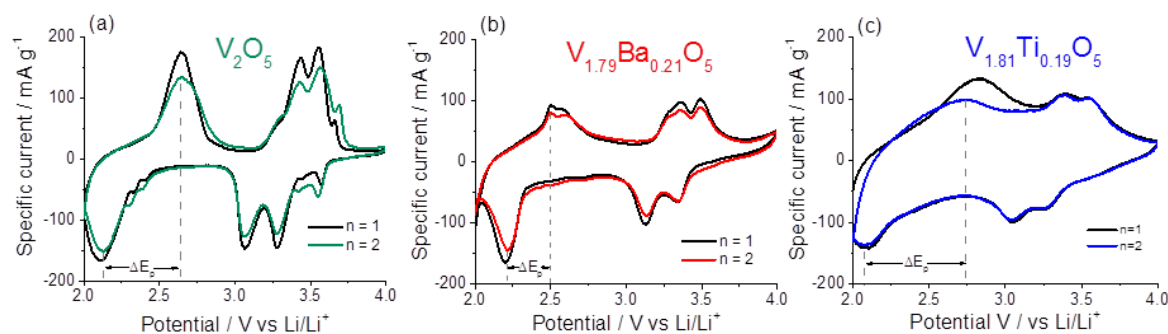 (a)
V₂O₅
Specific current / mA g⁻¹
200
100
0
-100
-200
ΔEₚ
n = 1
n = 2
2.0
2.5
3.0
3.5
4.0
Potential / V vs Li/Li⁺
(b)
V₁.₇₉Ba₀.₂₁O₅
Specific current / mA g⁻¹
200
100
0
-100
-200
ΔEₚ
n = 1
n = 2
2.0
2.5
3.0
3.5
4.0
Potential / V vs Li/Li⁺
(c)
V₁.₈₁Ti₀.₁₉O₅
Specific current / mA g⁻¹
200
100
0
-100
-200
ΔEₚ
n=1
n=2
2.0
2.5
3.0
3.5
4.0
Potential / V vs Li/Li⁺